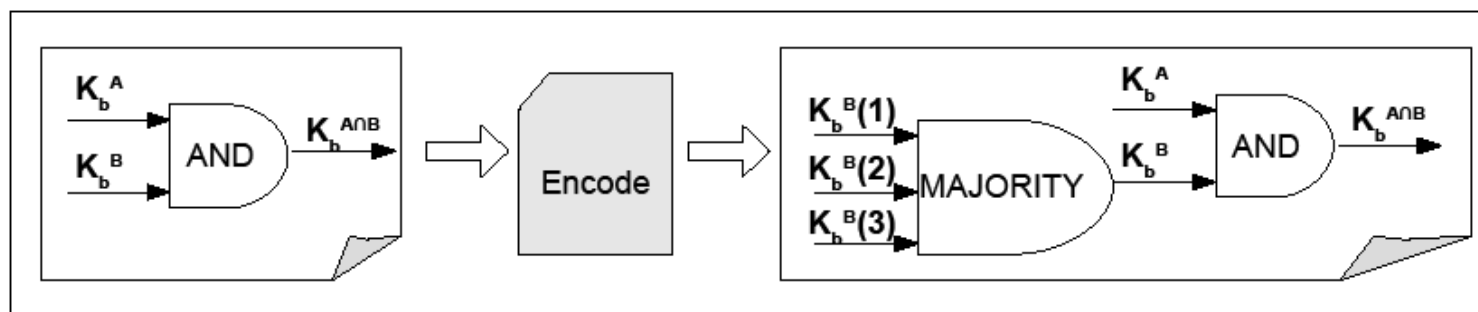 K_b^A
AND
K_b^A∩B
K_b^B
Encode
K_b^B(1)
K_b^B(2)
K_b^B(3)
MAJORITY
K_b^A
K_b^B
AND
K_b^A∩B